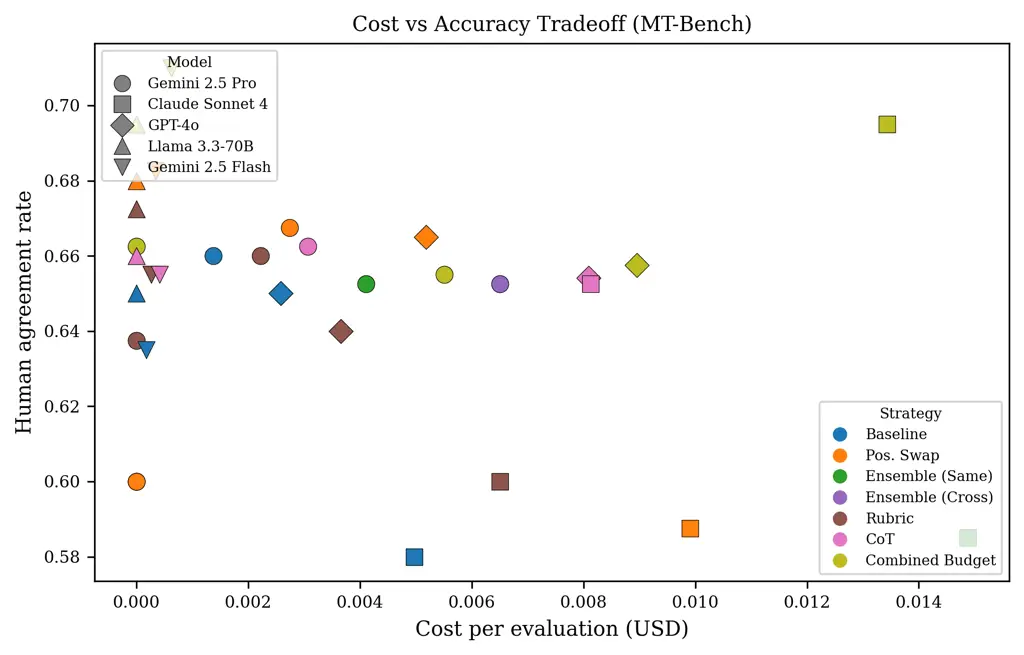 Cost vs Accuracy Tradeoff (MT-Bench)
Human agreement rate
0.70
0.68
0.66
0.64
0.62
0.60
0.58
Model
Gemini 2.5 Pro
Claude Sonnet 4
GPT-4o
Llama 3.3-70B
Gemini 2.5 Flash
Strategy
Baseline
Pos. Swap
Ensemble (Same)
Ensemble (Cross)
Rubric
CoT
Combined Budget
0.000
0.002
0.004
0.006
0.008
0.010
0.012
0.014
Cost per evaluation (USD)